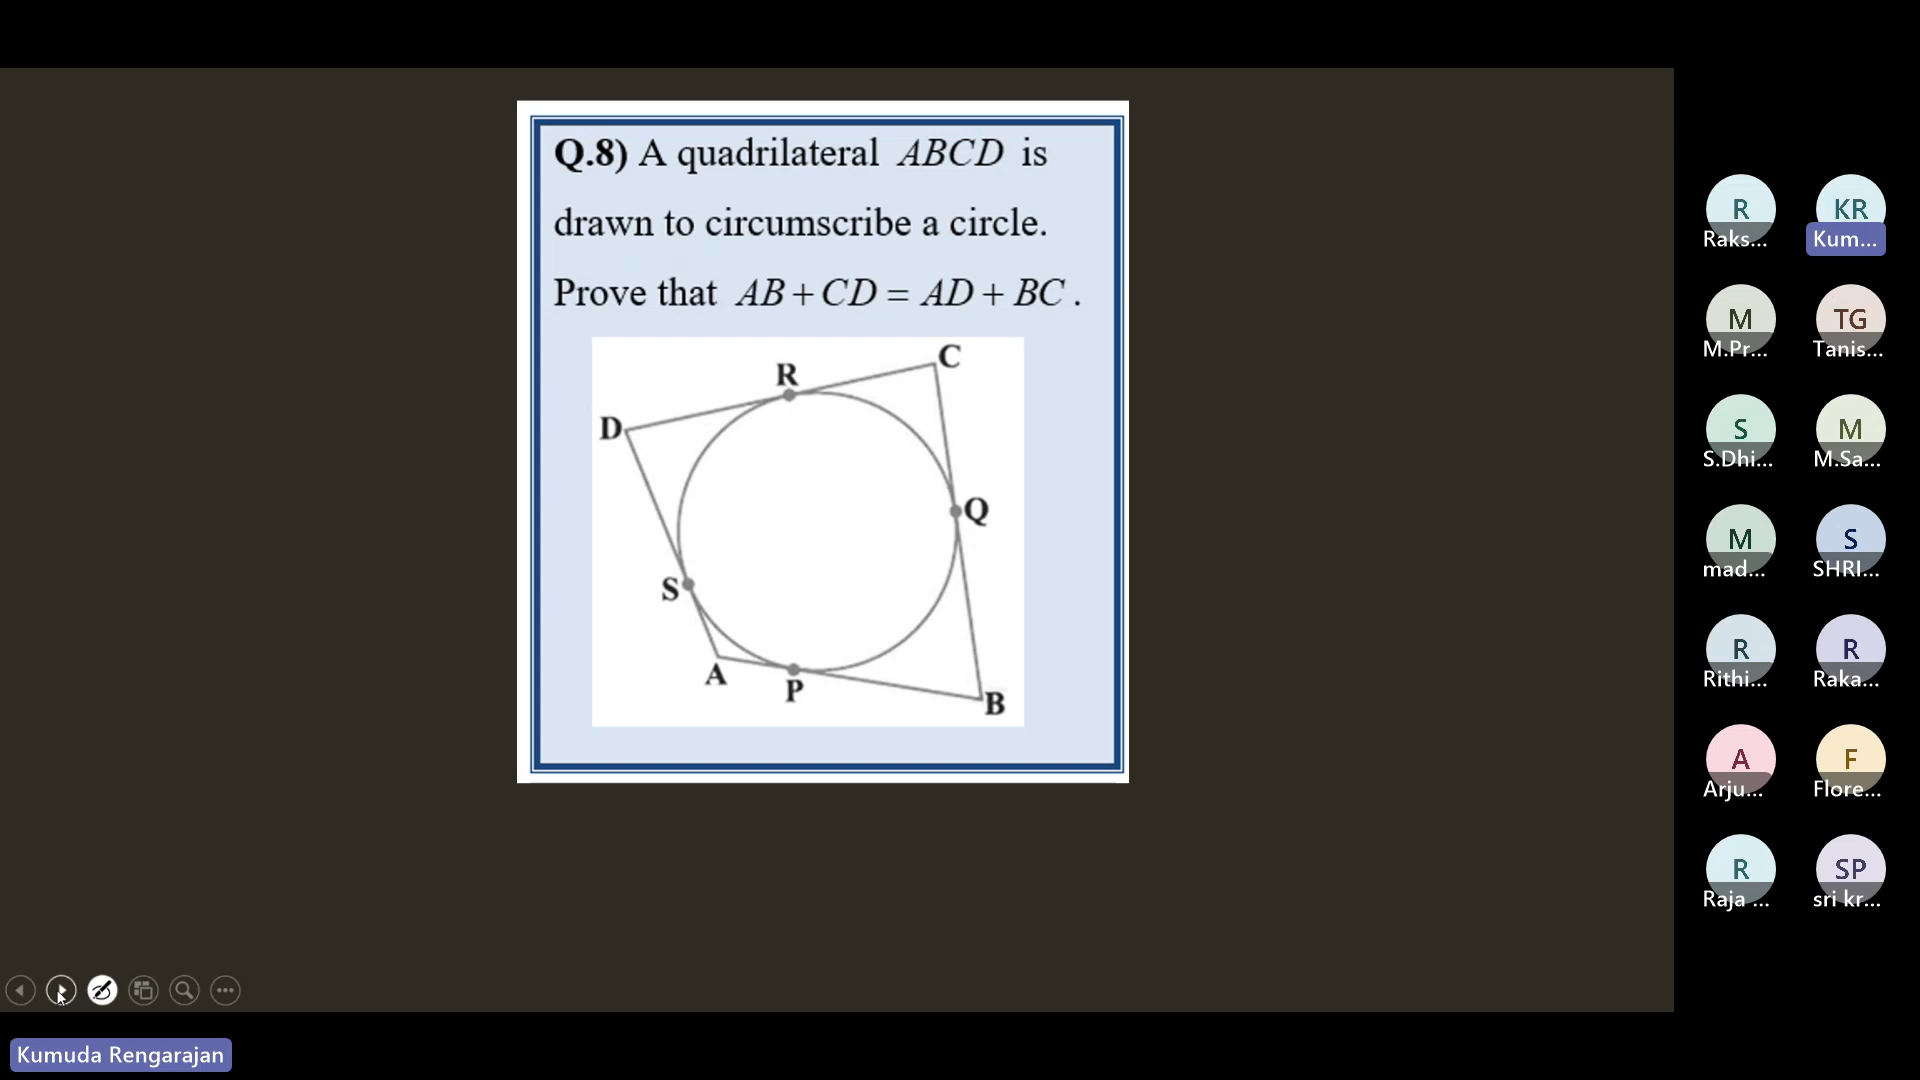 Q.8) A quadrilateral ABCD is
drawn to circumscribe a circle.
Prove that AB + CD = AD + BC .
C
R
D
Q
S
A
P
B
R
Raks...
KR
Kum...
M
M.Pr...
TG
Tanis...
S
S.Dhi...
M
M.Sa...
M
mad...
S
SHRI...
R
Rithi...
R
Raka...
A
Arju...
F
Flore...
R
Raja ...
SP
sri kr...
Kumuda Rengarajan